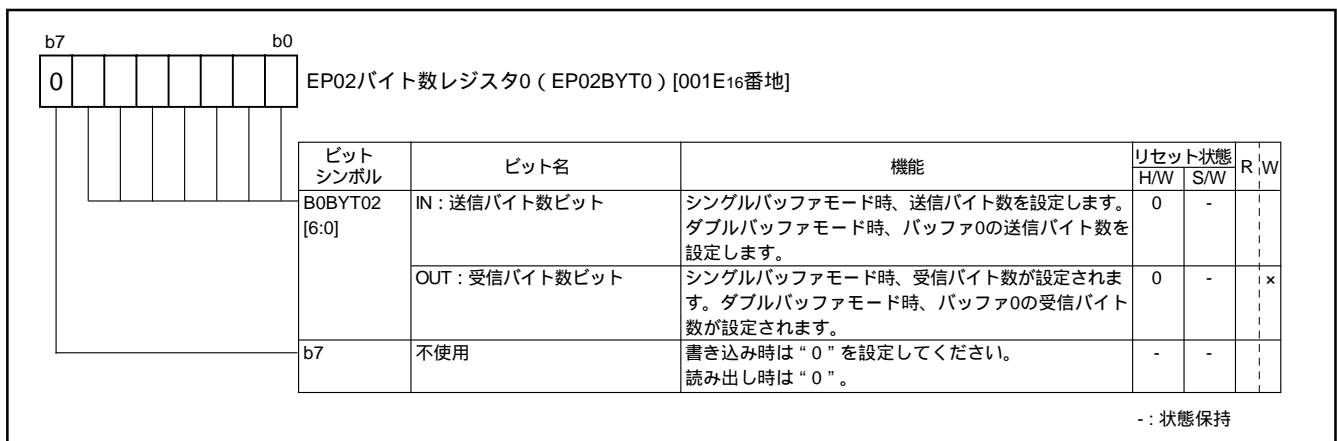 b7 b0
0
EP02バイト数レジスタ0(EP02BYT0)[001E16番地]
ビット シンボル ビット名 機能 リセット状態 H/W S/W R W
B0BYT02 [6:0] IN:送信バイト数ビット シングルバッファモード時、送信バイト数を設定します。 0 -
ダブルバッファモード時、バッファ0の送信バイト数を
設定します。
OUT:受信バイト数ビット シングルバッファモード時、受信バイト数が設定されま 0 - ×
す。ダブルバッファモード時、バッファ0の受信バイト
数が設定されます。
b7 不使用 書き込み時は“0”を設定してください。 - -
読み出し時は“0”。
-:状態保持